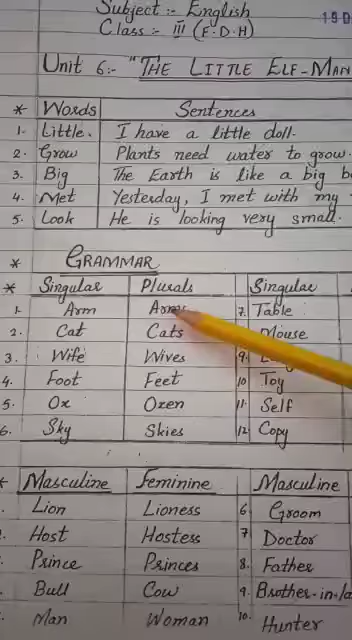 Subject :- English
Class :- III (F.D.H)
19 D
Unit 6:- "THE LITTLE ELF-MAN
* Words Sentences
1. Little. I have a little doll.
2. Grow Plants need water to grow.
3. Big The Earth is like a big b
4. Met Yesterday, I met with my
5. Look He is looking very small.
* GRAMMAR
* Singular Plurals Singular
1. Arm Arms 7. Table
2. Cat Cats Mouse
3. Wife Wives 9.
4. Foot Feet 10 Toy
5. Ox Oxen 11. Self
6. Sky Skies 12 Copy
* Masculine Feminine Masculine
. Lion Lioness 6. Groom
. Host Hostess 7 Doctor
. Prince Princes 8. Father
. Bull Cow 9. Brother-in-la
Man Woman 10. Hunter